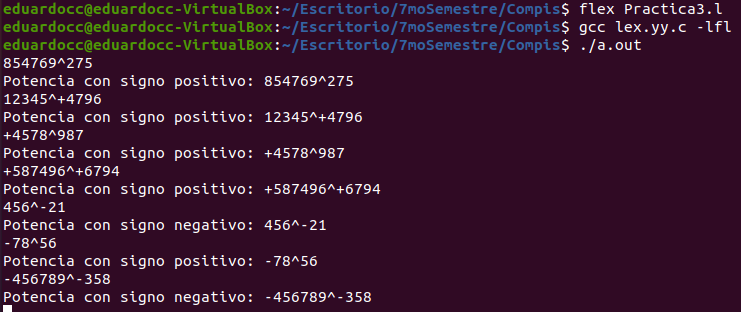 eduardocc@eduardocc-VirtualBox:~/Escritorio/7moSemestre/Compis$ flex Practica3.l
eduardocc@eduardocc-VirtualBox:~/Escritorio/7moSemestre/Compis$ gcc lex.yy.c -lfl
eduardocc@eduardocc-VirtualBox:~/Escritorio/7moSemestre/Compis$ ./a.out
854769^275
Potencia con signo positivo: 854769^275
12345^+4796
Potencia con signo positivo: 12345^+4796
+4578^987
Potencia con signo positivo: +4578^987
+587496^+6794
Potencia con signo positivo: +587496^+6794
456^-21
Potencia con signo negativo: 456^-21
-78^56
Potencia con signo positivo: -78^56
-456789^-358
Potencia con signo negativo: -456789^-358